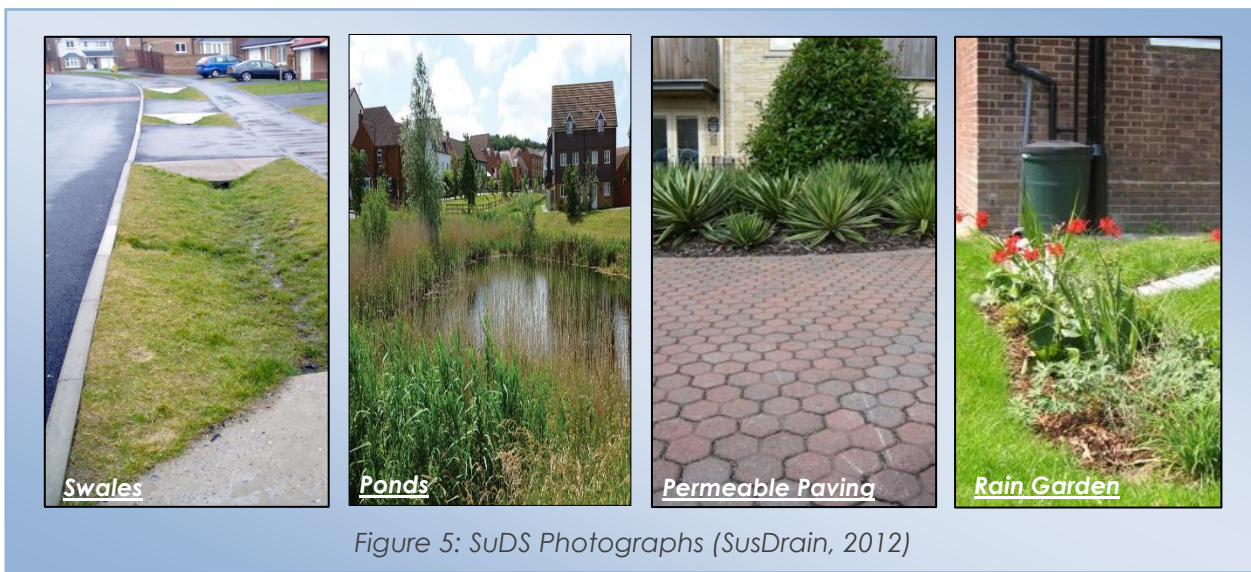 Swales
Ponds
Permeable Paving
Rain Garden
Figure 5: SuDS Photographs (SusDrain, 2012)